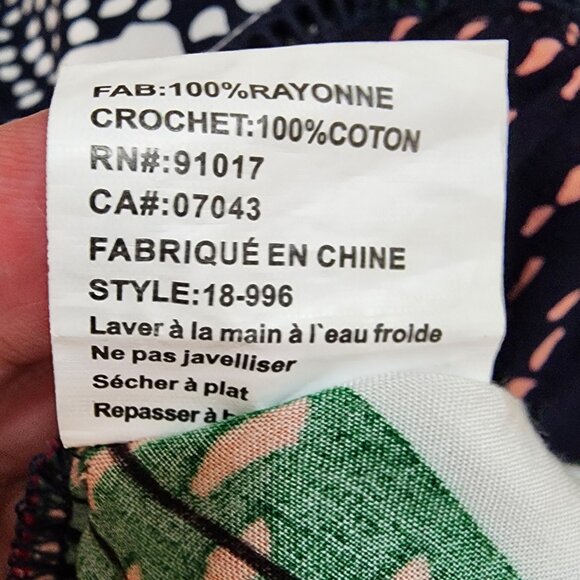 FAB:100%RAYONNE
CROCHET:100%COTON
RN#:91017
CA#:07043
FABRIQUÉ EN CHINE
STYLE:18-996
Laver à la main à l`eau froide
Ne pas javelliser
Sécher à plat
Repasser à